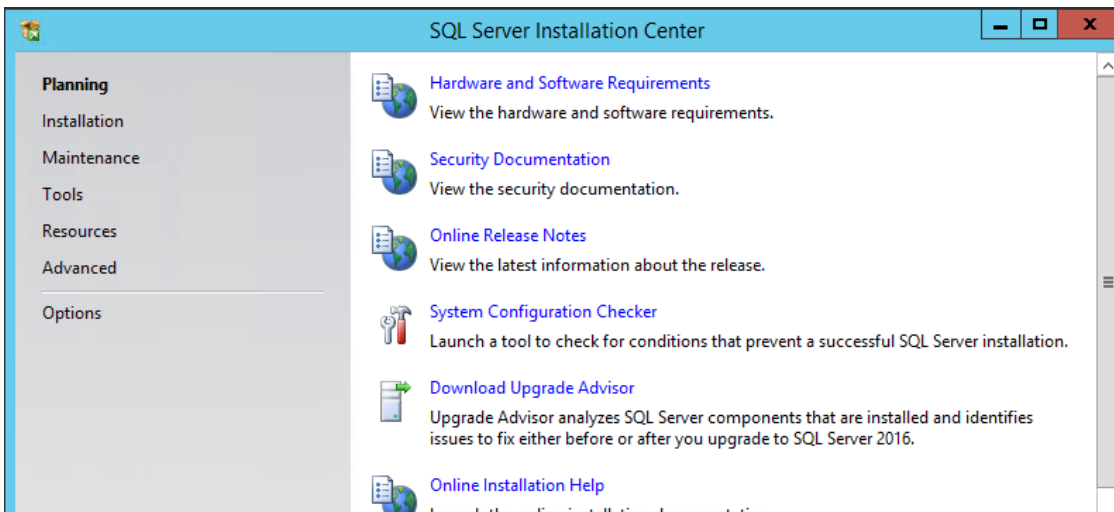 SQL Server Installation Center
Planning
Installation
Maintenance
Tools
Resources
Advanced
Options
Hardware and Software Requirements
View the hardware and software requirements.
Security Documentation
View the security documentation.
Online Release Notes
View the latest information about the release.
System Configuration Checker
Launch a tool to check for conditions that prevent a successful SQL Server installation.
Download Upgrade Advisor
Upgrade Advisor analyzes SQL Server components that are installed and identifies
issues to fix either before or after you upgrade to SQL Server 2016.
Online Installation Help